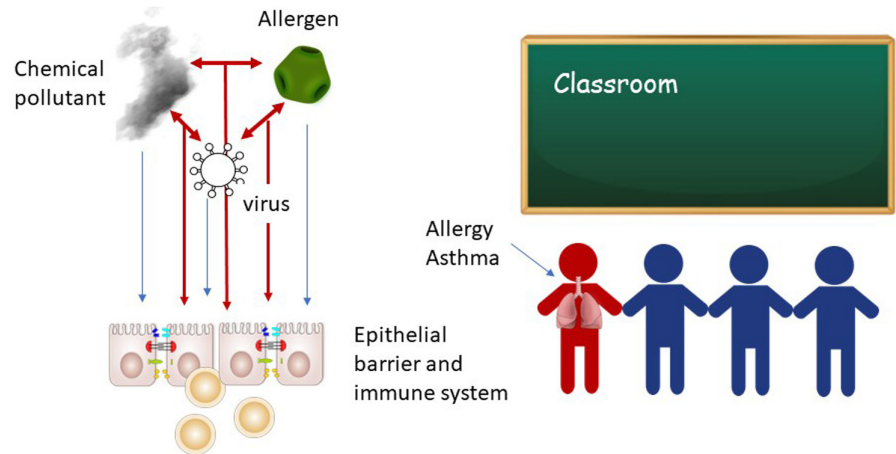 Allergen
Chemical
pollutant
virus
Epithelial
barrier and
immune system
Classroom
Allergy
Asthma